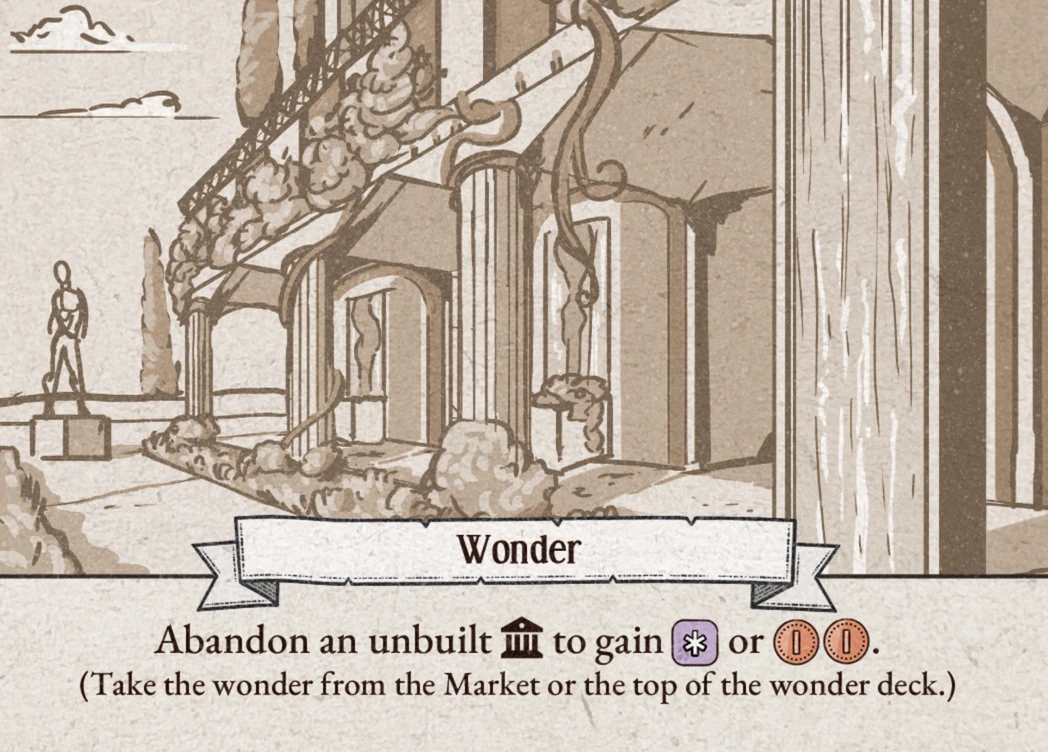 Wonder
Abandon an unbuilt to gain * or I I.
(Take the wonder from the Market or the top of the wonder deck.)